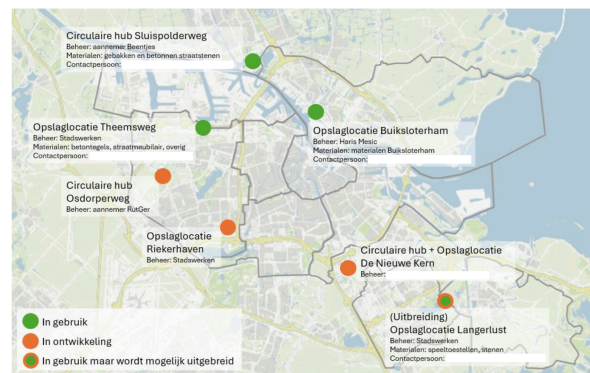 Circulaire hub Sluispolderweg
Beheer: aannemer Beentjes
Materialen: gebakken en betonnen straatstenen
Contactpersoon:
Opslaglocatie Theemsweg
Beheer: Stadswerken
Materialen: betontegels, straatmeubilair, overig
Contactpersoon:
Opslaglocatie Buiksloterham
Beheer: Haris Mesic
Materialen: materialen Buiksloterham
Contactpersoon:
Circulaire hub
Osdorperweg
Beheer: aannemer RutGer
Opslaglocatie
Riekerhaven
Beheer: Stadswerken
Circulaire hub + Opslaglocatie
De Nieuwe Kern
Beheer:
(Uitbreiding)
Opslaglocatie Langerlust
Beheer: Stadswerken
Materialen: speeltoestellen, stenen
Contactpersoon:
In gebruik
In ontwikkeling
In gebruik maar wordt mogelijk uitgebreid